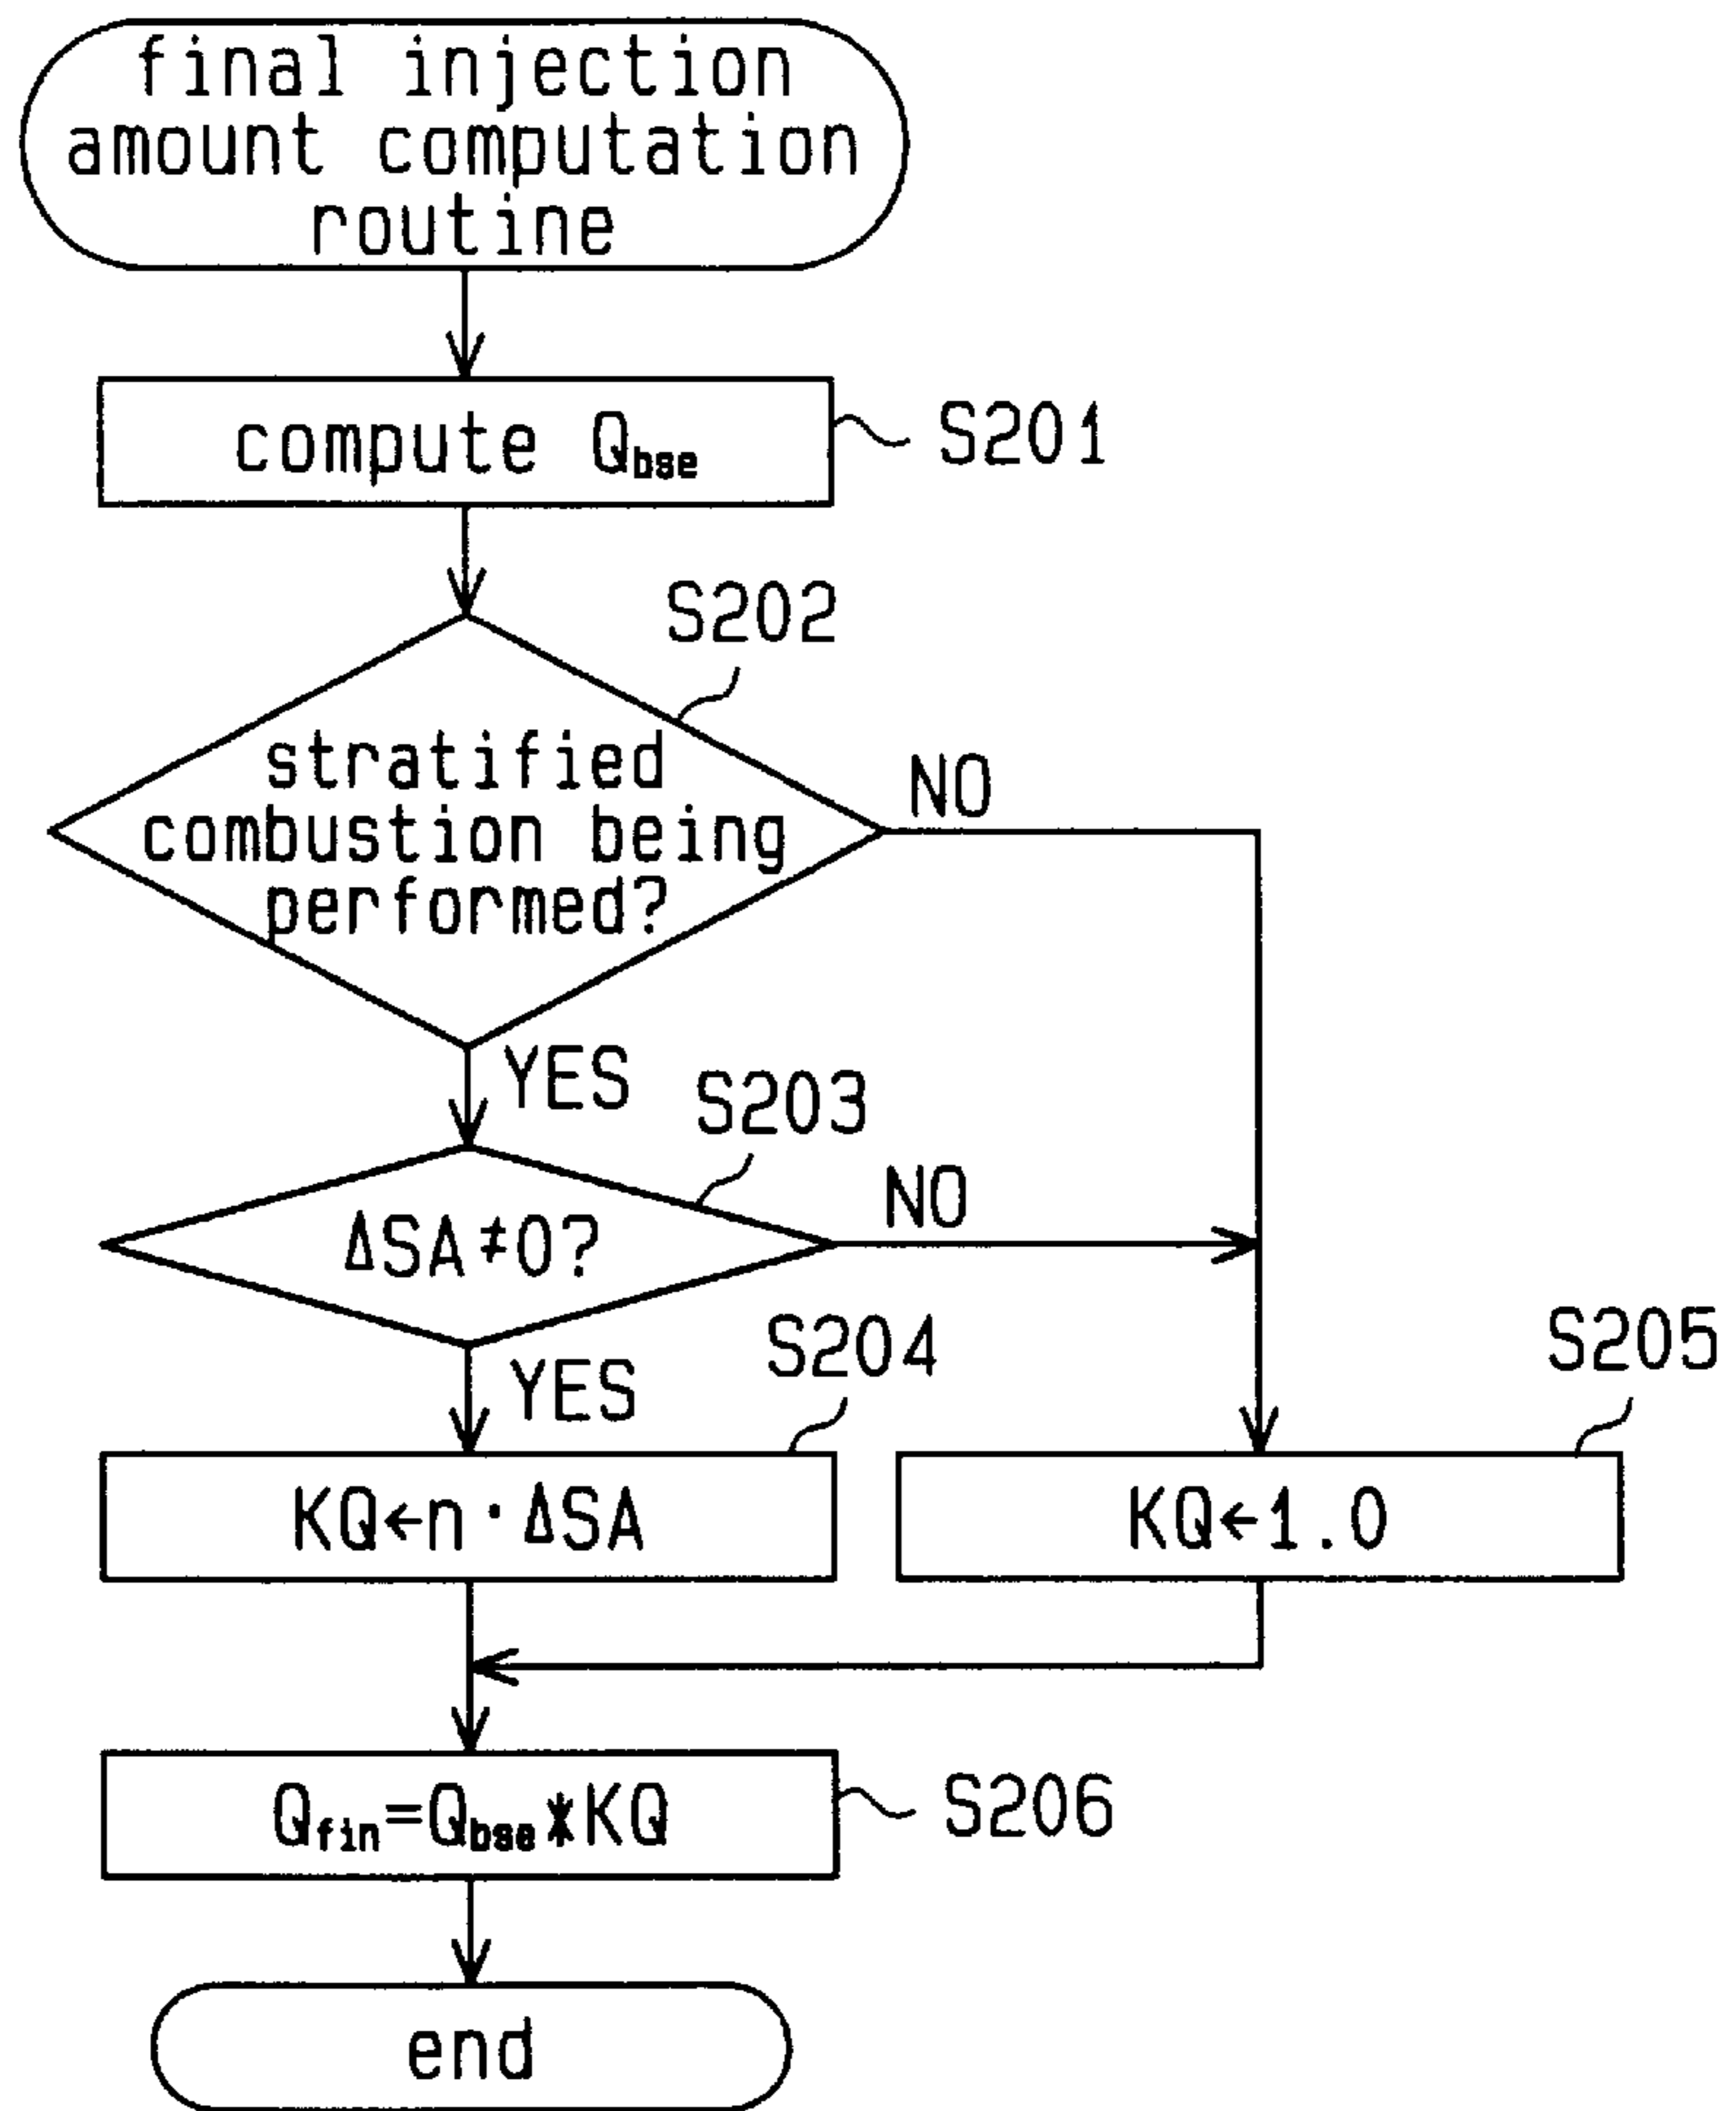 final injection
amount computation
routine
compute Qbse
S201
S202
stratified
combustion being
performed?
NO
YES
S203
ΔSA≠0?
NO
YES
S204
S205
KQ←n·ΔSA
KQ←1.0
Qfin=Qbse*KQ
S206
end